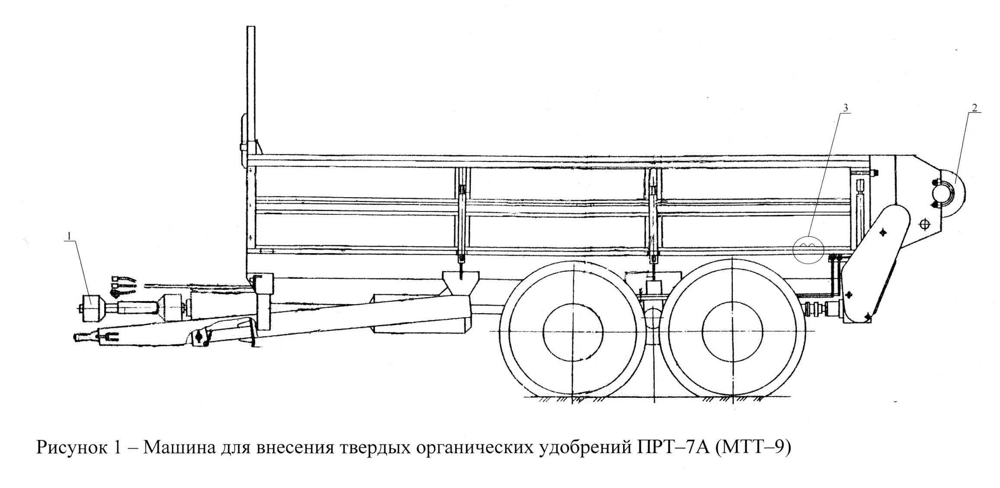 3
2
1
Рисунок 1 – Машина для внесения твердых органических удобрений ПРТ–7А (МТТ–9)